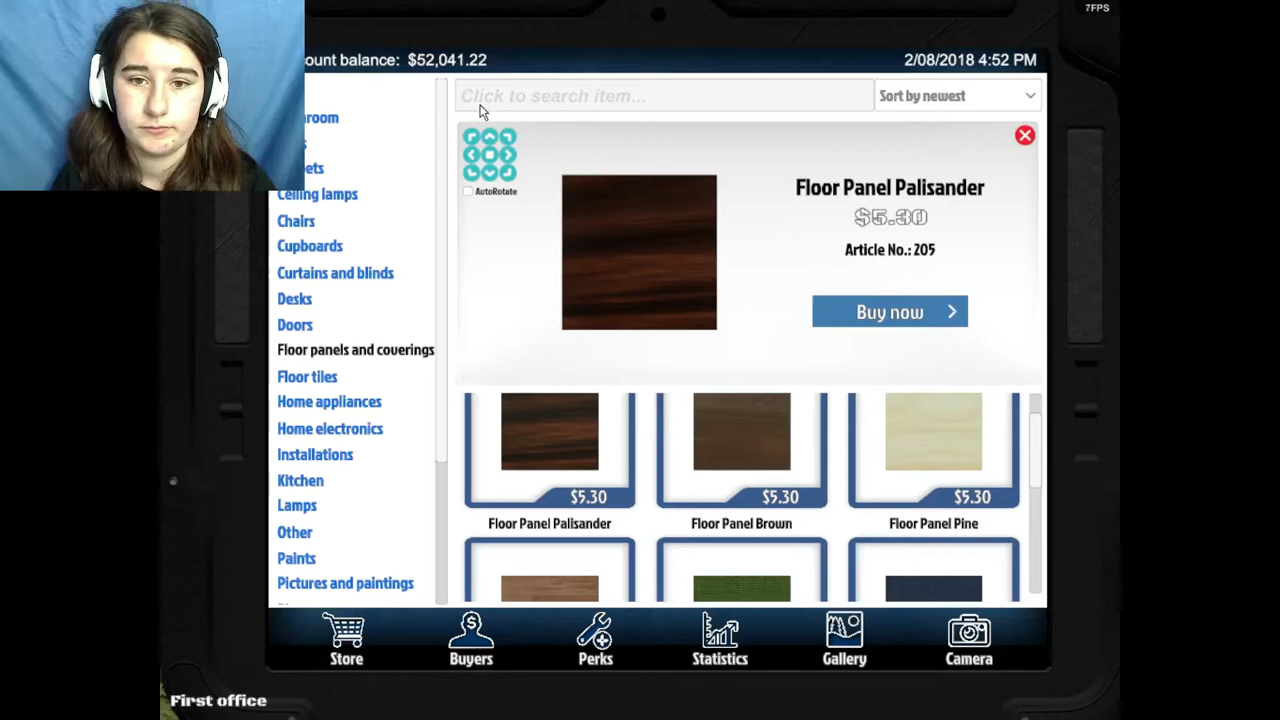 7FPS
ount balance: $52,041.22
2/08/2018 4:52 PM
Click to search item...
Sort by newest
AutoRotate
Floor Panel Palisander
$5.30
Article No.: 205
Buy now
Ceiling lamps
Chairs
Cupboards
Curtains and blinds
Desks
Doors
Floor panels and coverings
Floor tiles
Home appliances
Home electronics
Installations
Kitchen
Lamps
Other
Paints
Pictures and paintings
$5.30
$5.30
$5.30
Floor Panel Palisander
Floor Panel Brown
Floor Panel Pine
Store
Buyers
Perks
Statistics
Gallery
Camera
First office